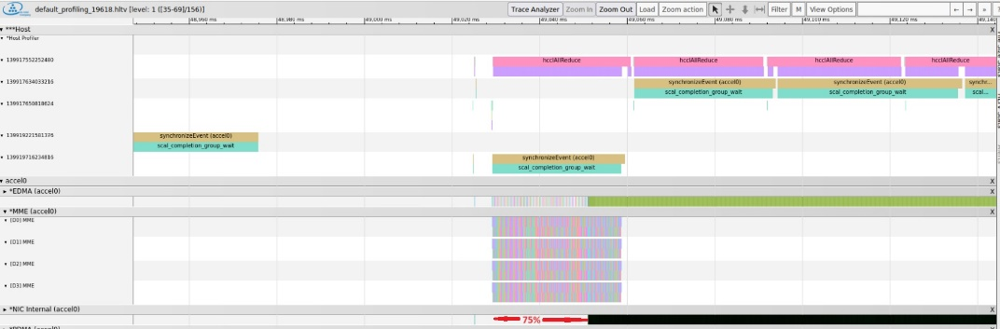 default_profiling_19618.hltv [level: 1 ([35-69]/156)]
Trace Analyzer Zoom In Zoom Out Load Zoom action Filter M View Options
48,960 ms 48,980 ms 49,000 ms 49,020 ms 49,040 ms 49,060 ms 49,080 ms 49,100 ms 49,120 ms 49,140
***Host X
*Host Profiler
139917552252480 hcclAllReduce hcclAllReduce hcclAllReduce hcclAllReduce
139917634033216 synchronizeEvent (accel0) synchronizeEvent (accel0) synchr...
scal_completion_group_wait scal_completion_group_wait scal...
139917650818624
139919221581376 synchronizeEvent (accel0)
scal_completion_group_wait
139919716234816 synchronizeEvent (accel0)
scal_completion_group_wait
accel0 X
*EDMA (accel0) X
*MME (accel0) X
[D0] MME
[D1] MME
[D2] MME
[D3] MME
*NIC Internal (accel0) X
75%